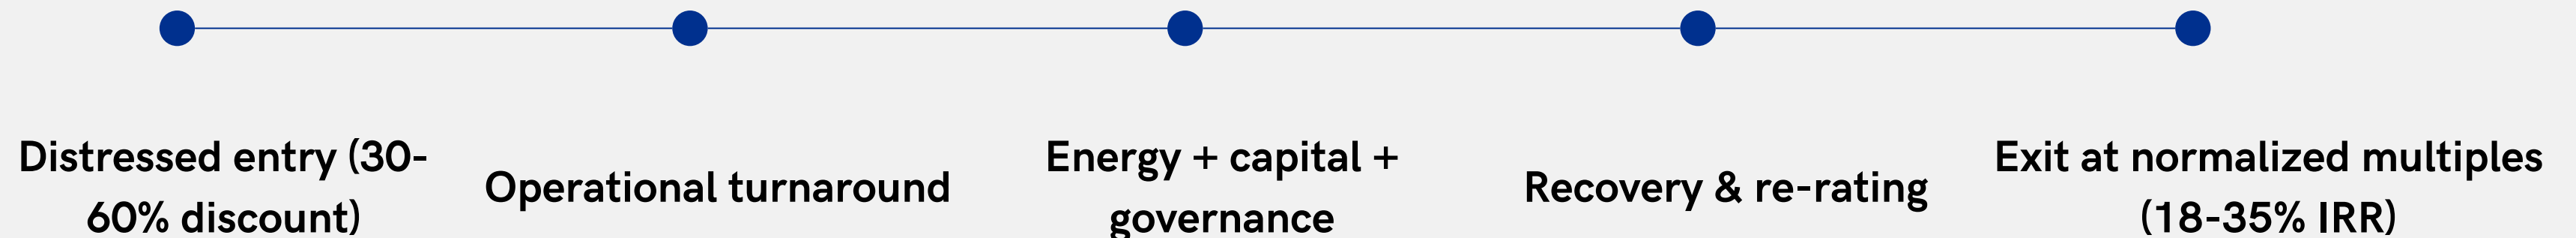 Distressed entry (30-
60% discount)
Operational turnaround
Energy + capital +
governance
Recovery & re-rating
Exit at normalized multiples
(18-35% IRR)